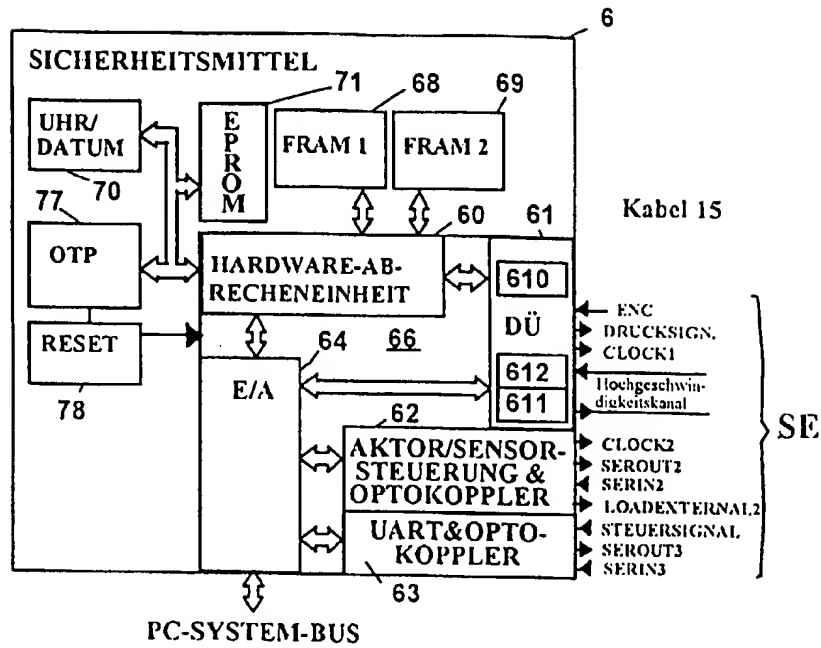 6
SICHERHEITSMITTEL
71
68
69
UHR/
DATUM
EPROM
FRAM 1
FRAM 2
70
77
60
61
Kabel 15
OTP
HARDWARE-AB-
RECHENEINHEIT
610
DÜ
ENC
DRUCKSIGN.
CLOCK1
RESET
64
66
78
E/A
612
611
Hochgeschwin-
digkeitskanal
SE
62
AKTOR/SENSOR-
STEUERUNG &
OPTOKOPPLER
CLOCK2
SEROUT2
SERIN2
LOADEXTERNAL2
UART&OPTO-
KOPPLER
63
STEUERSIGNAL
SEROUT3
SERIN3
PC-SYSTEM-BUS